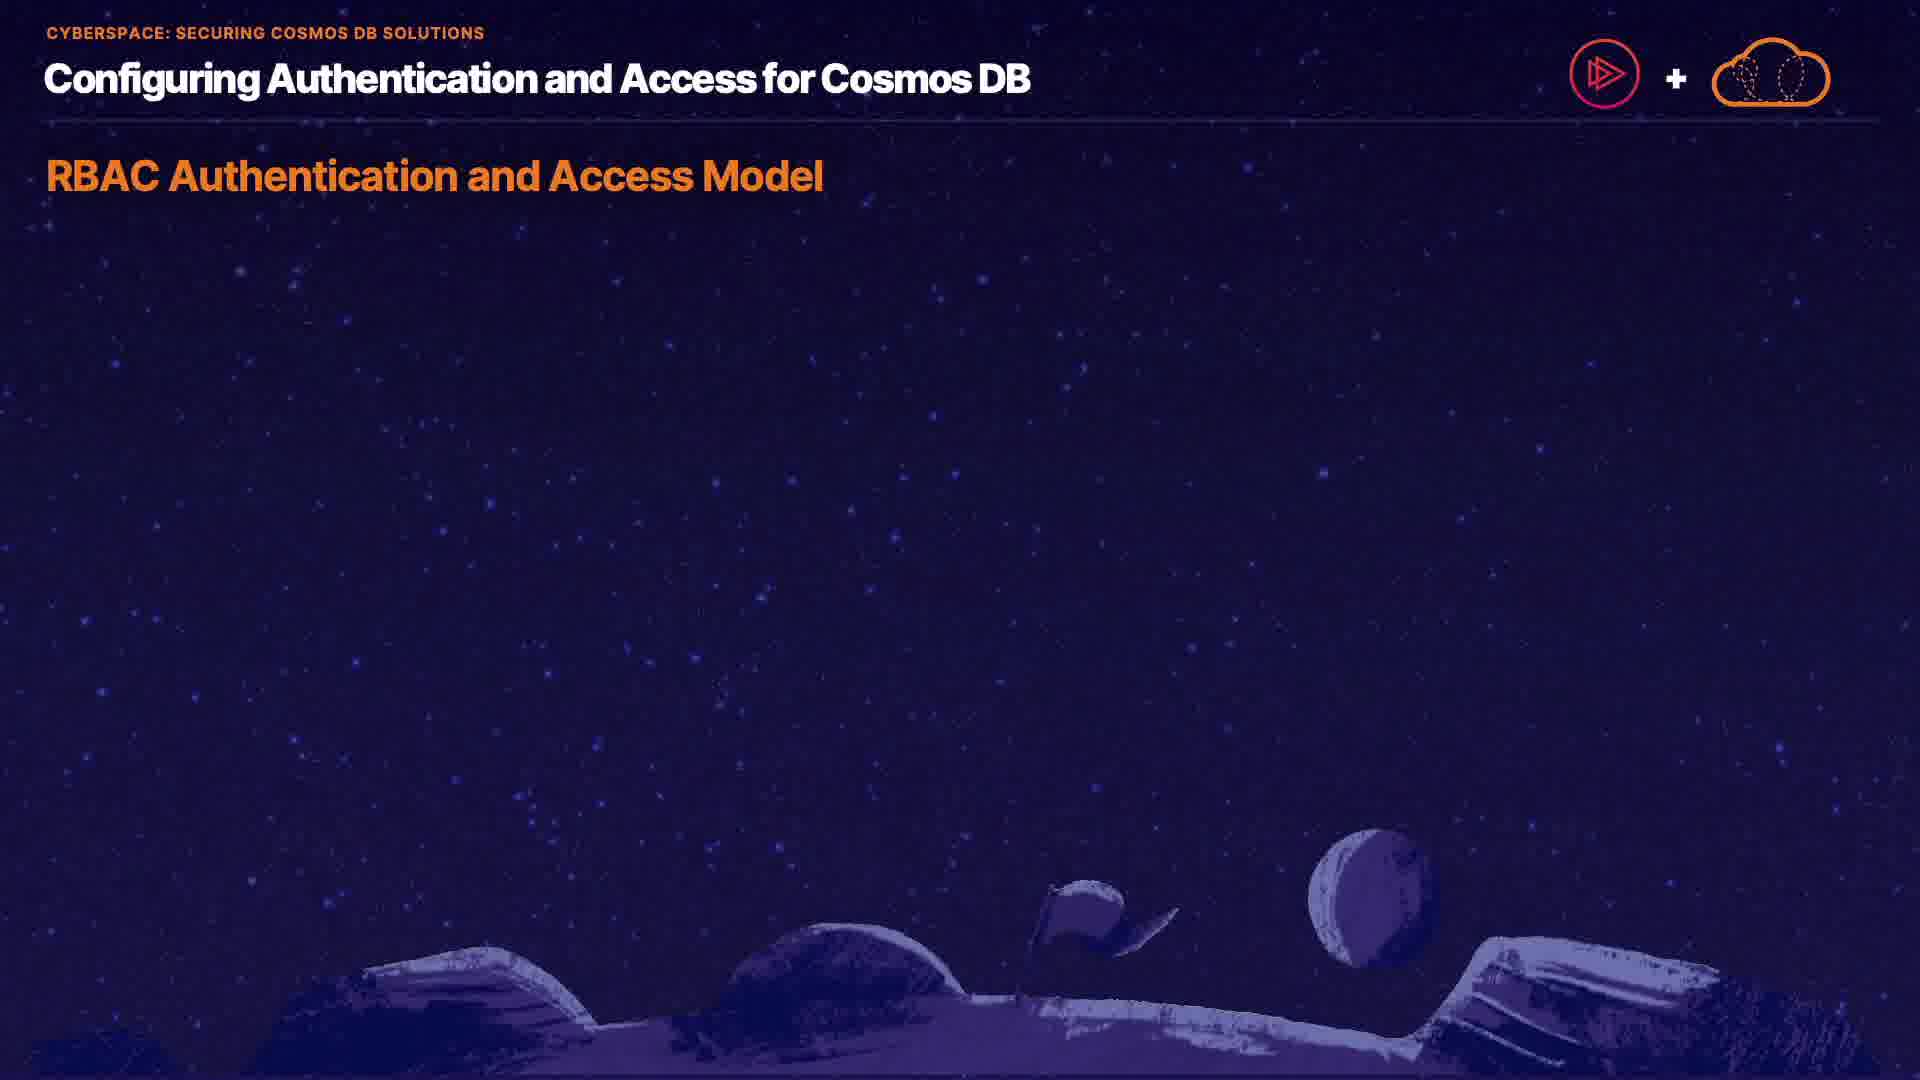 CYBERSPACE: SECURING COSMOS DB SOLUTIONS
Configuring Authentication and Access for Cosmos DB
+
RBAC Authentication and Access Model